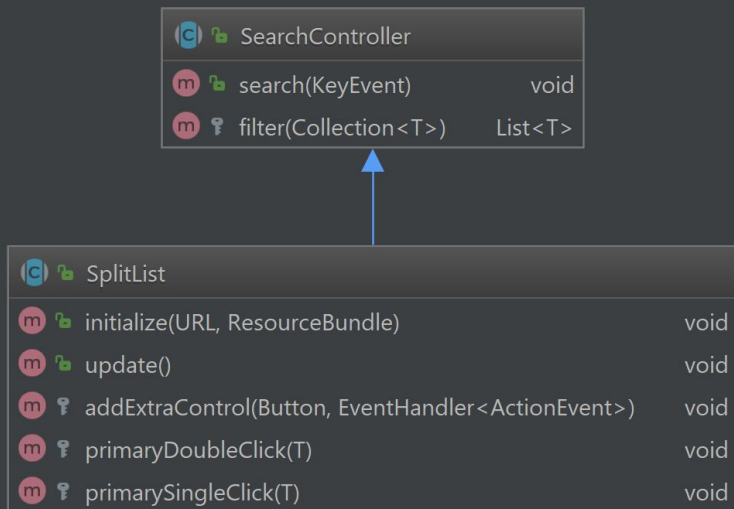 SearchController
search(KeyEvent) void
filter(Collection<T>) List<T>
SplitList
initialize(URL, ResourceBundle) void
update() void
addExtraControl(Button, EventHandler<ActionEvent>) void
primaryDoubleClick(T) void
primarySingleClick(T) void